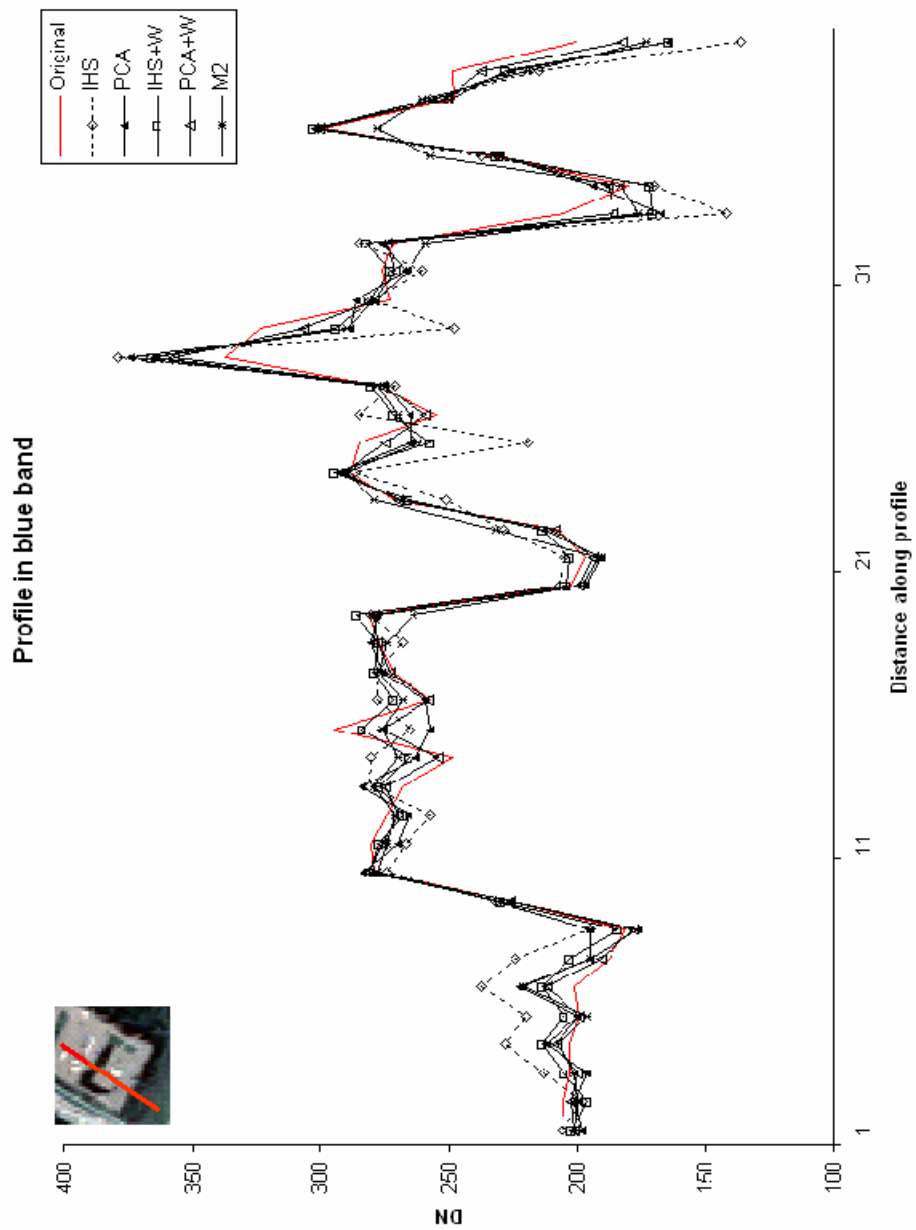 Profile in blue band
Original
IHS
PCA
IHS+W
PCA+W
M2
400
350
300
250
200
150
100
DN
1
11
21
31
Distance along profile